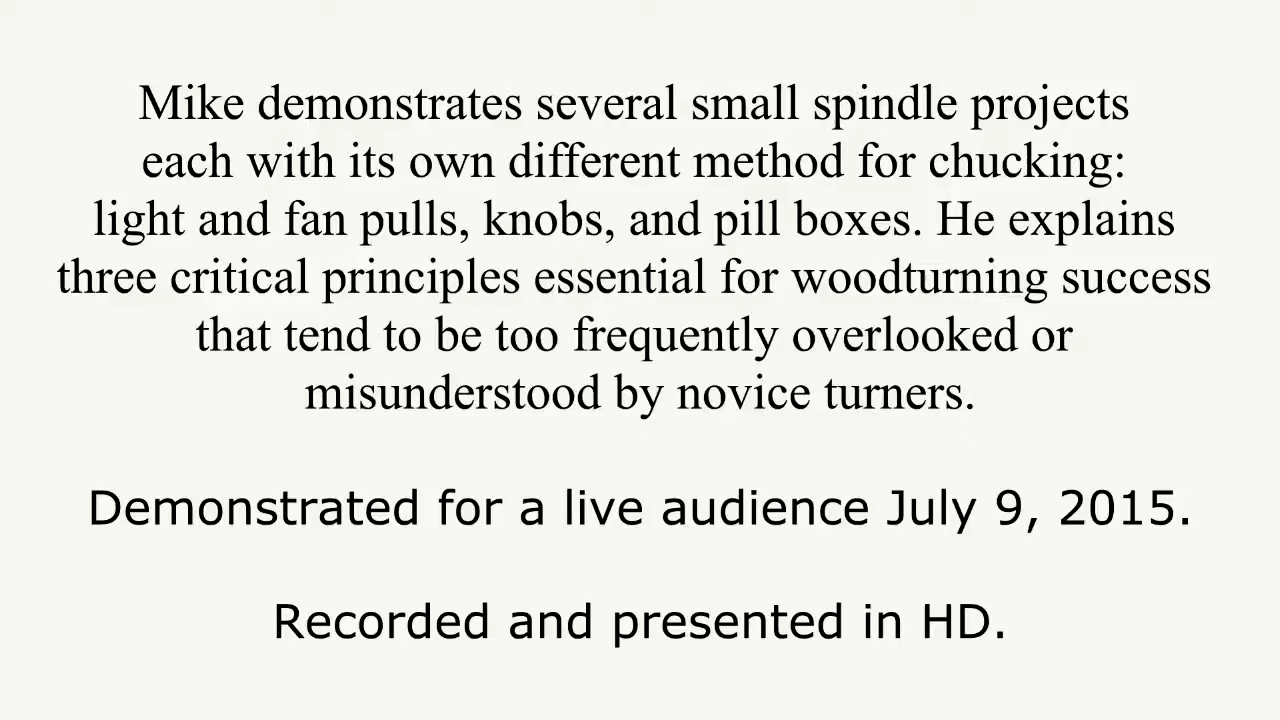 Mike demonstrates several small spindle projects
each with its own different method for chucking:
light and fan pulls, knobs, and pill boxes. He explains
three critical principles essential for woodturning success
that tend to be too frequently overlooked or
misunderstood by novice turners.
Demonstrated for a live audience July 9, 2015.
Recorded and presented in HD.